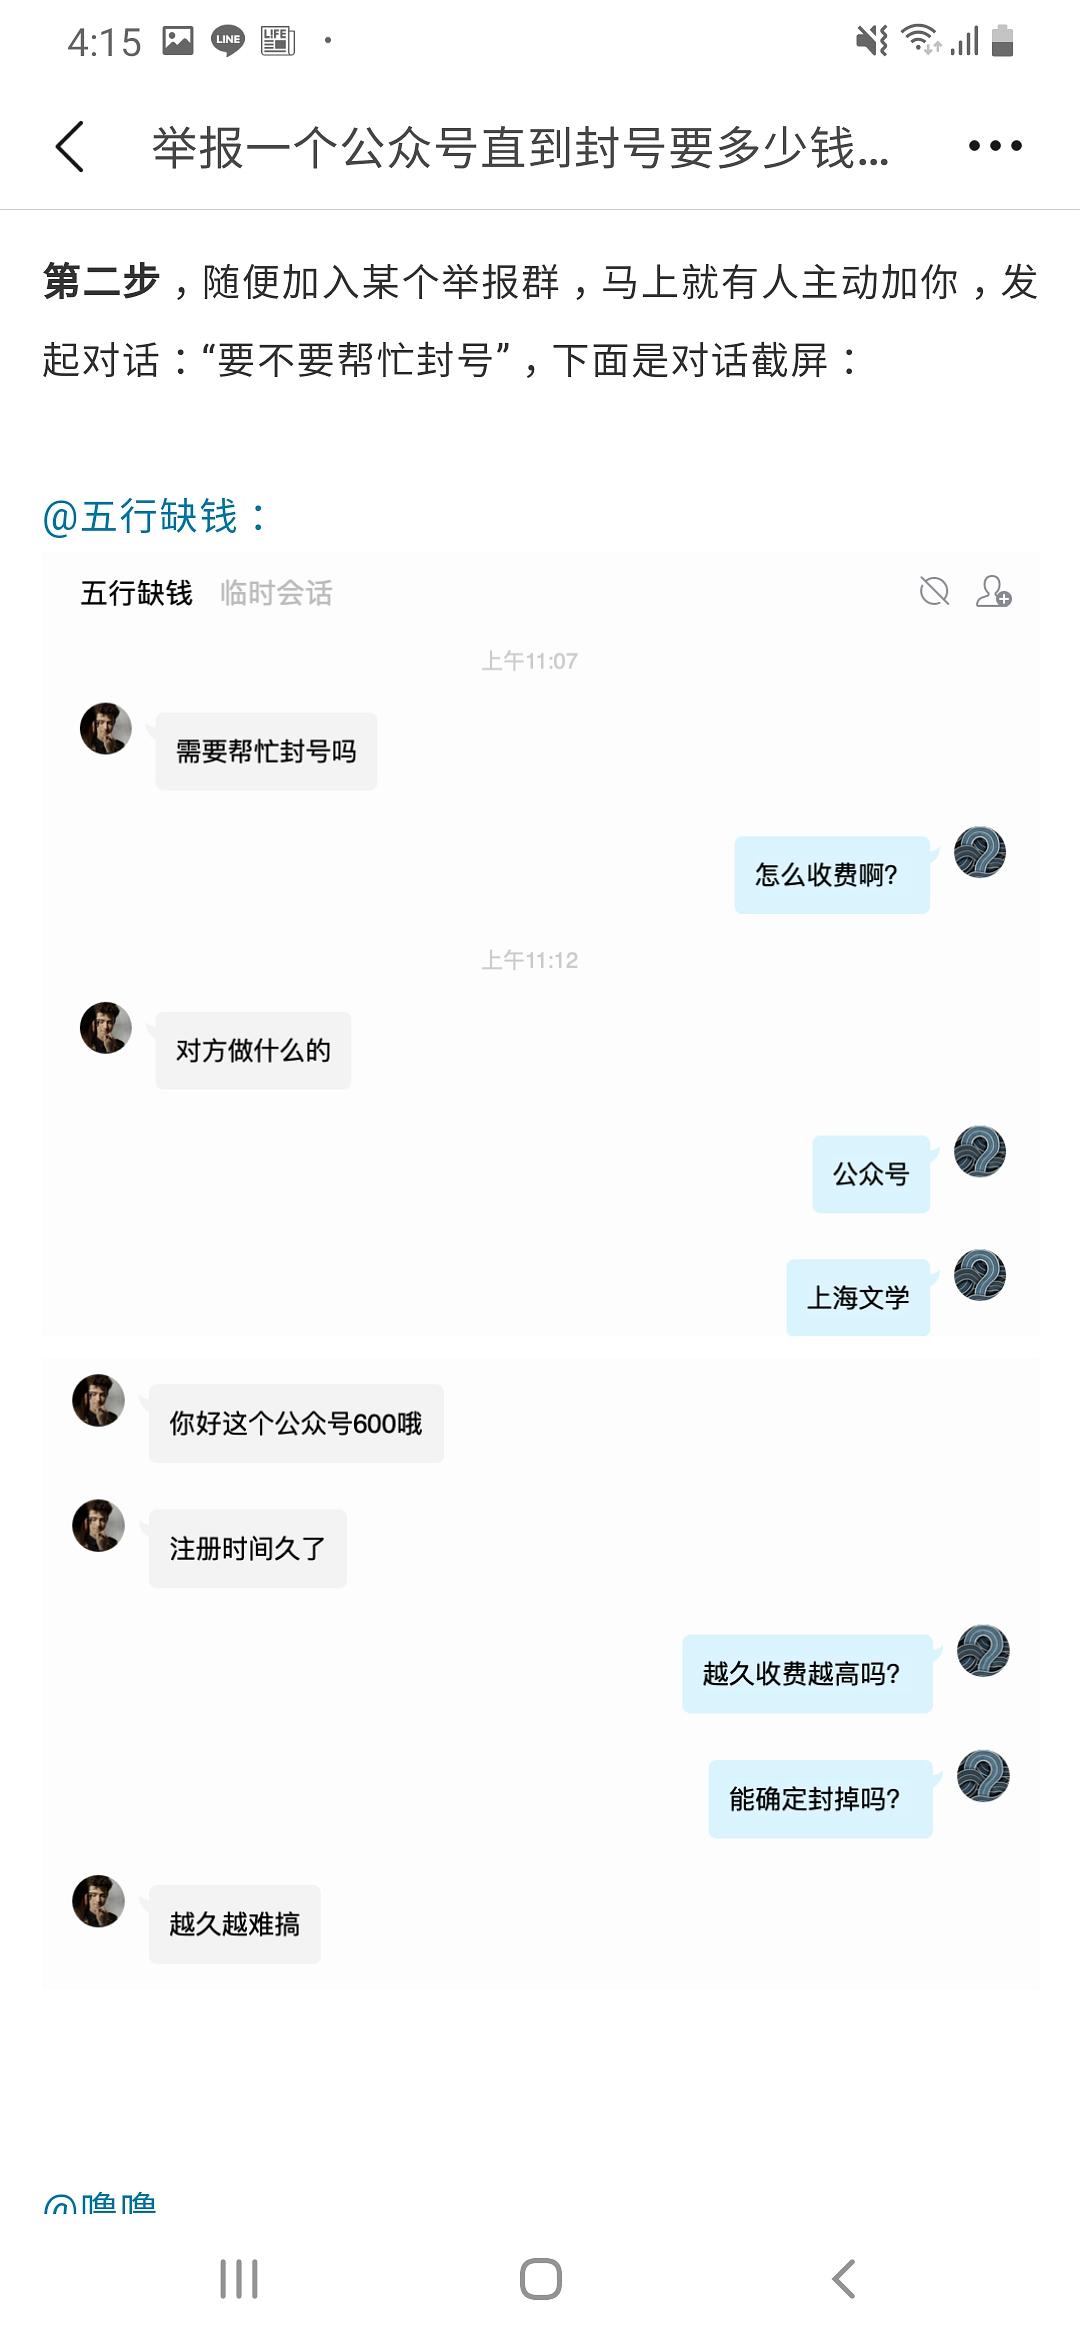 4:15
LINE
LIFE
举报一个公众号直到封号要多少钱...
第二步，随便加入某个举报群，马上就有人主动加你，发
起对话：“要不要帮忙封号”，下面是对话截屏：
@五行缺钱：
五行缺钱 临时会话
上午11:07
需要帮忙封号吗
怎么收费啊?
上午11:12
对方做什么的
公众号
上海文学
你好这个公众号600哦
注册时间久了
越久收费越高吗?
能确定封掉吗?
越久越难搞
@噜噜